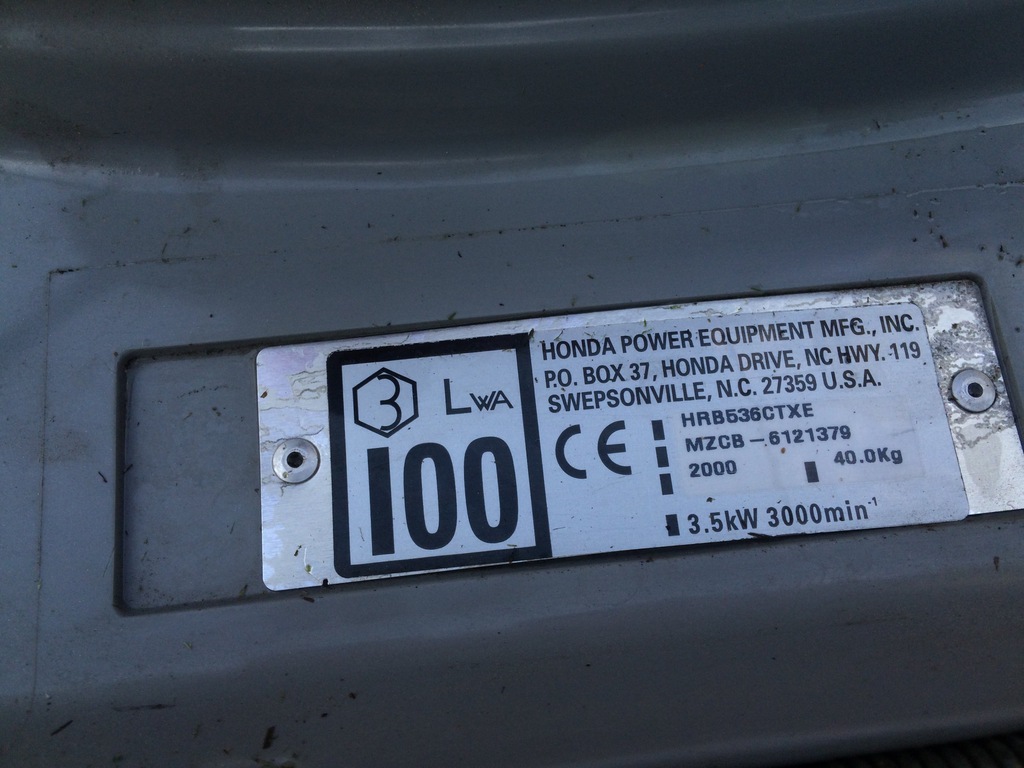 3 LWA
100
HONDA POWER EQUIPMENT MFG., INC.
P.O. BOX 37, HONDA DRIVE, NC HWY. 119
SWEPSONVILLE, N.C. 27359 U.S.A.
CE
HRB536CTXE
MZCB-6121379
2000 40.0Kg
3.5kW 3000min⁻¹